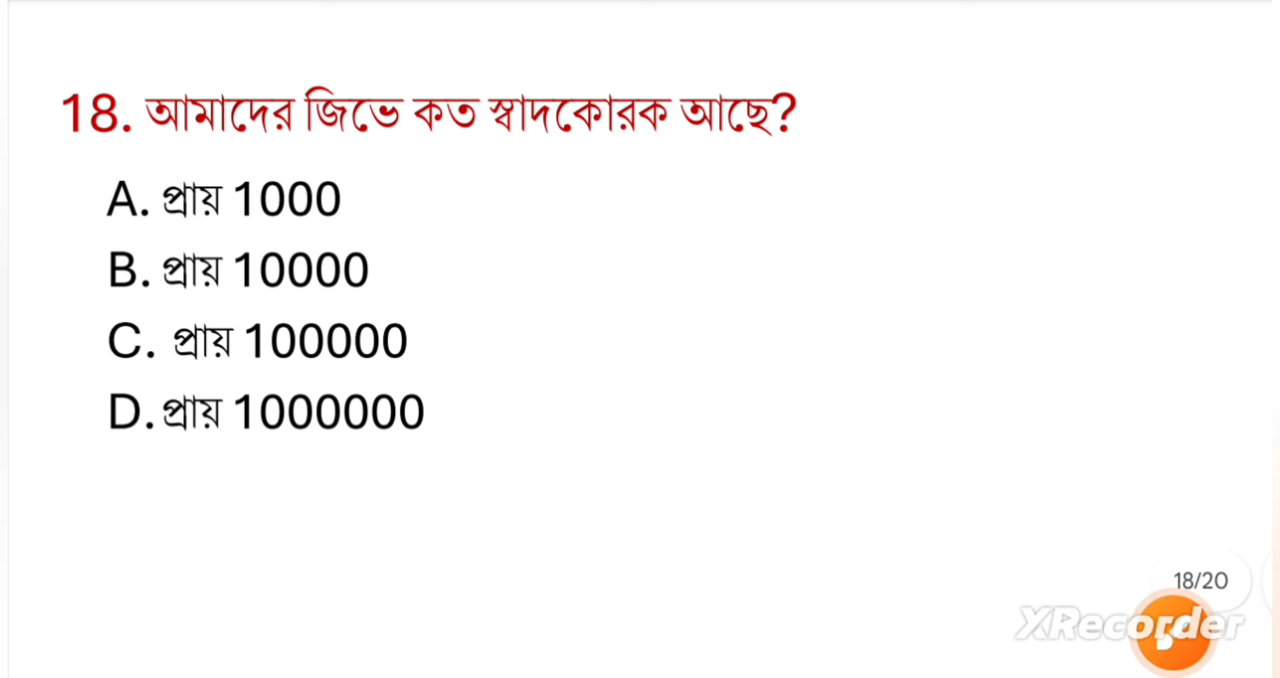 18. আমাদের জিভে কত স্বাদকোরক আছে?
A. প্রায় 1000
B. প্রায় 10000
C. প্রায় 100000
D. প্রায় 1000000
18/20
XRecorder